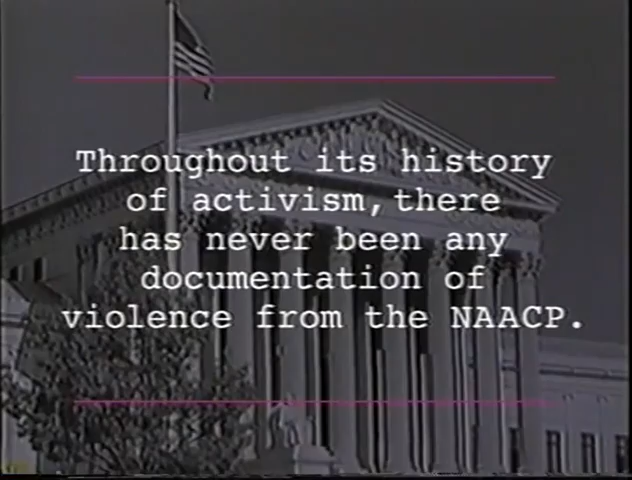 Throughout its history
of activism, there
has never been any
documentation of
violence from the NAACP.